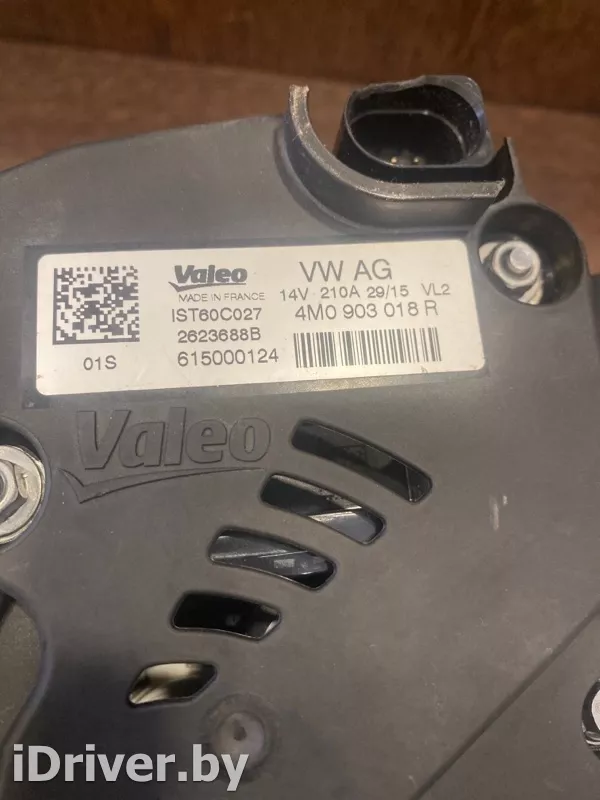 Valeo VW AG
MADE IN FRANCE 14V 210A 29/15 VL2
IST60C027 4M0 903 018 R
2623688B
01S 615000124
Valeo
iDriver.by